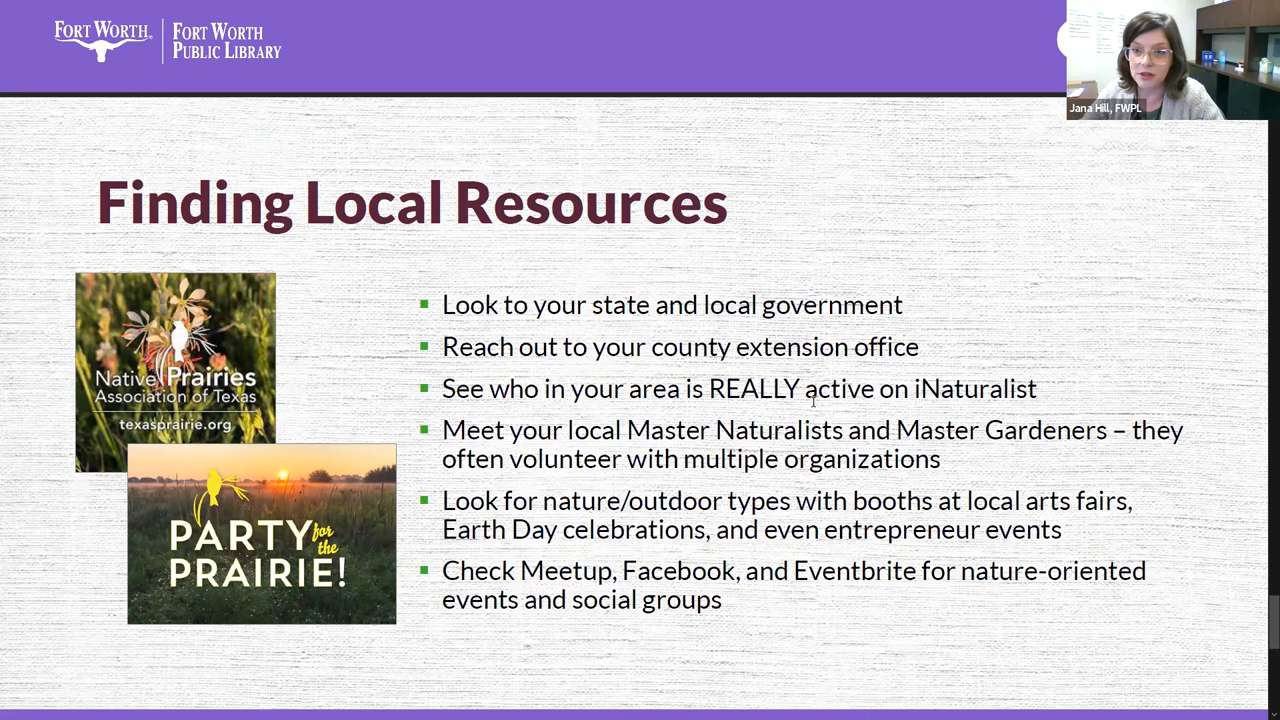 FORT WORTH®
FORT WORTH
PUBLIC LIBRARY
Jana Hill, FWPL
Finding Local Resources
Native Prairies
Association of Texas
texasprairie.org
PARTY for
the
PRAIRIE!
Look to your state and local government
Reach out to your county extension office
See who in your area is REALLY active on iNaturalist
Meet your local Master Naturalists and Master Gardeners – they
often volunteer with multiple organizations
Look for nature/outdoor types with booths at local arts fairs,
Earth Day celebrations, and even entrepreneur events
Check Meetup, Facebook, and Eventbrite for nature-oriented
events and social groups